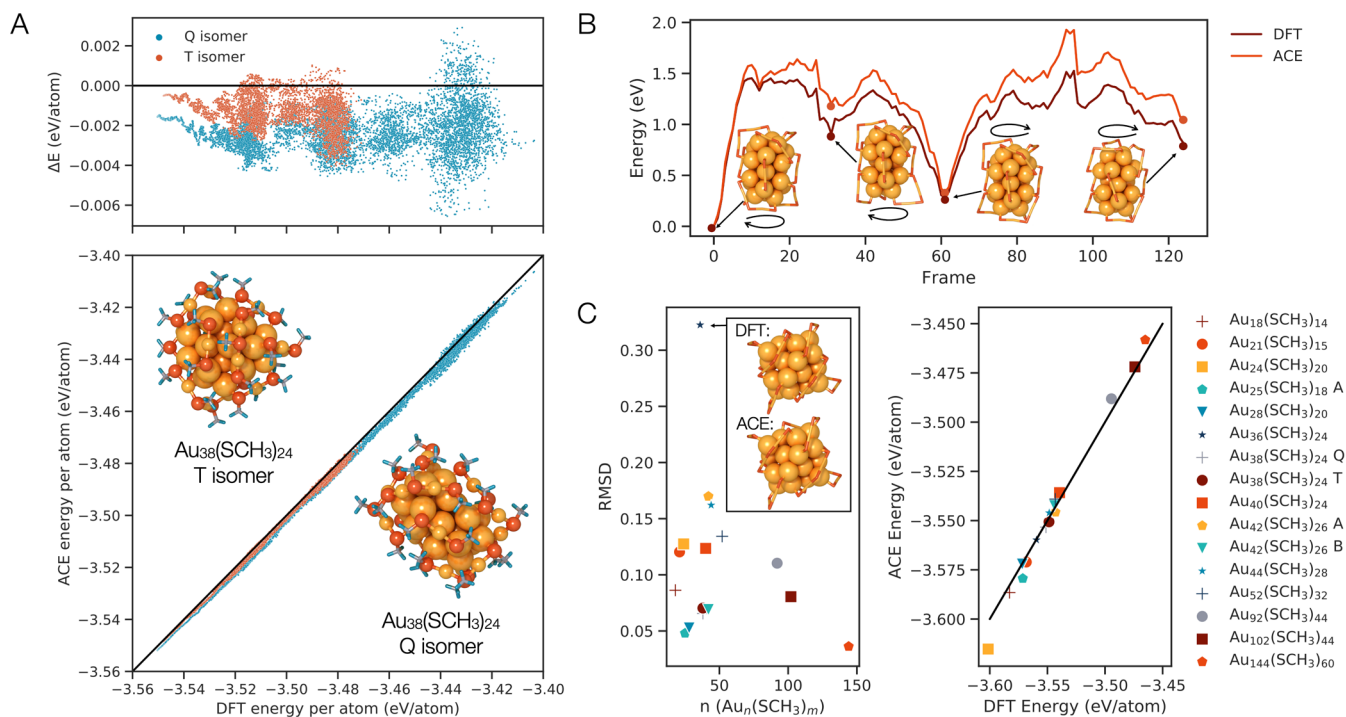 A
Q isomer
T isomer
0.002
0.000
−0.002
−0.004
−0.006
ΔE (eV/atom)
−3.40
−3.42
−3.44
−3.46
−3.48
−3.50
−3.52
−3.54
−3.56
ACE energy per atom (eV/atom)
Au38(SCH3)24
T isomer
Au38(SCH3)24
Q isomer
−3.56 −3.54 −3.52 −3.50 −3.48 −3.46 −3.44 −3.42 −3.40
DFT energy per atom (eV/atom)
B
2.0
1.5
1.0
0.5
0.0
Energy (eV)
0 20 40 60 80 100 120
Frame
DFT
ACE
C
0.30
0.25
0.20
0.15
0.10
0.05
RMSD
DFT:
ACE:
50 100 150
n (Aun(SCH3)m)
−3.450
−3.475
−3.500
−3.525
−3.550
−3.575
−3.600
ACE Energy (eV/atom)
−3.60 −3.55 −3.50 −3.45
DFT Energy (eV/atom)
Au18(SCH3)14
Au21(SCH3)15
Au24(SCH3)20
Au25(SCH3)18 A
Au28(SCH3)20
Au36(SCH3)24
Au38(SCH3)24 Q
Au38(SCH3)24 T
Au40(SCH3)24
Au42(SCH3)26 A
Au42(SCH3)26 B
Au44(SCH3)28
Au52(SCH3)32
Au92(SCH3)44
Au102(SCH3)44
Au144(SCH3)60